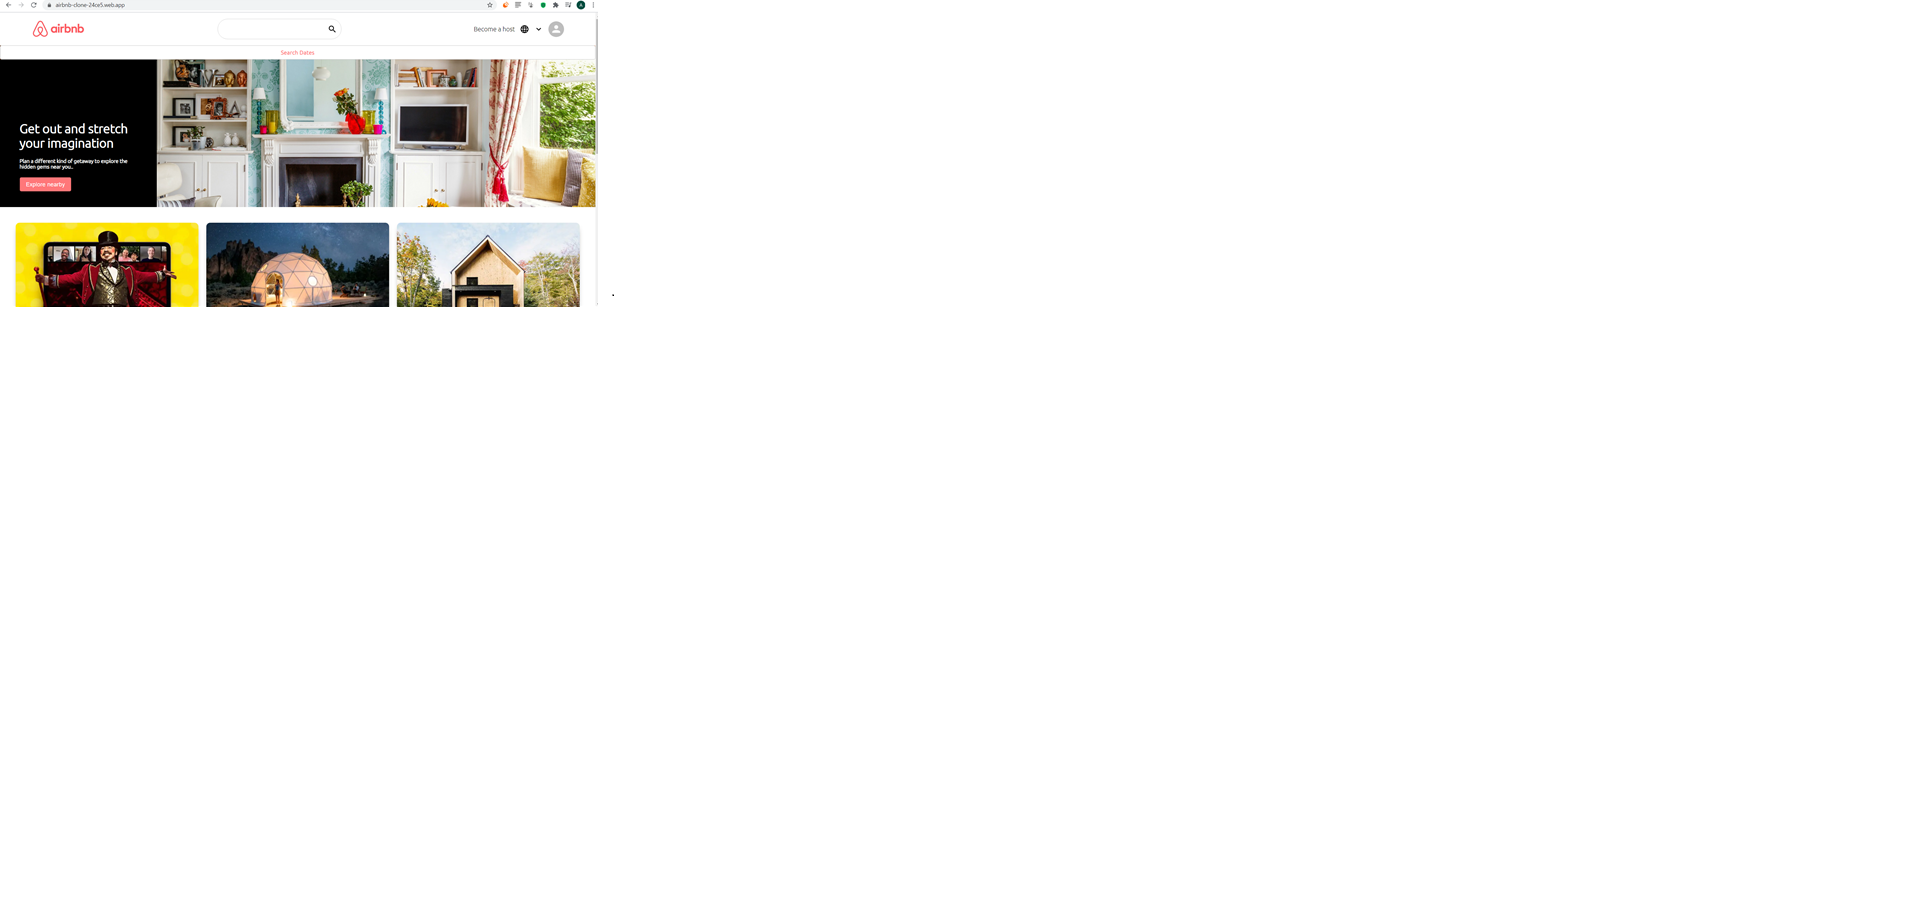 airbnb-clone-24ce5.web.app
airbnb
Become a host
Search Dates
Get out and stretch
your imagination
Plan a different kind of getaway to explore the
hidden gems near you..
Explore nearby